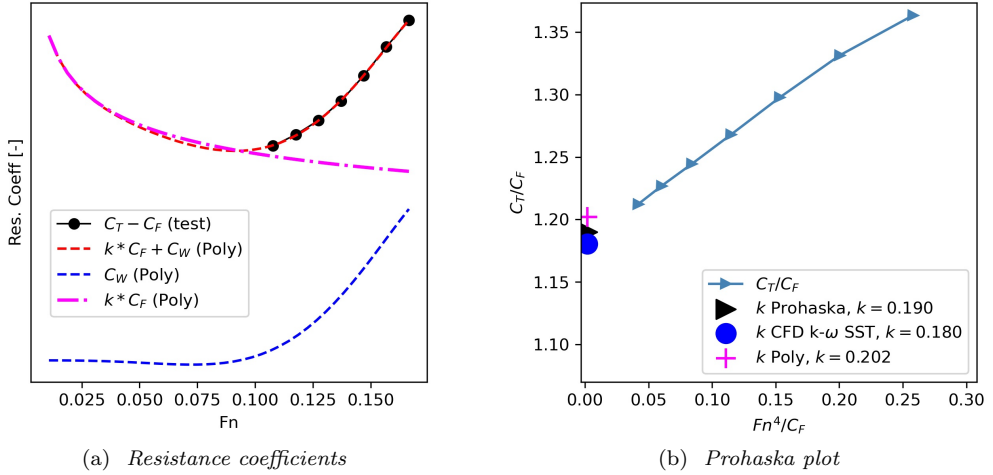 Res. Coeff [-]
C_T − C_F (test)
k * C_F + C_W (Poly)
C_W (Poly)
k * C_F (Poly)
0.025 0.050 0.075 0.100 0.125 0.150
Fn
(a) Resistance coefficients
C_T/C_F
1.35
1.30
1.25
1.20
1.15
1.10
C_T/C_F
k Prohaska, k = 0.190
k CFD k-ω SST, k = 0.180
k Poly, k = 0.202
0.00 0.05 0.10 0.15 0.20 0.25 0.30
Fn⁴/C_F
(b) Prohaska plot